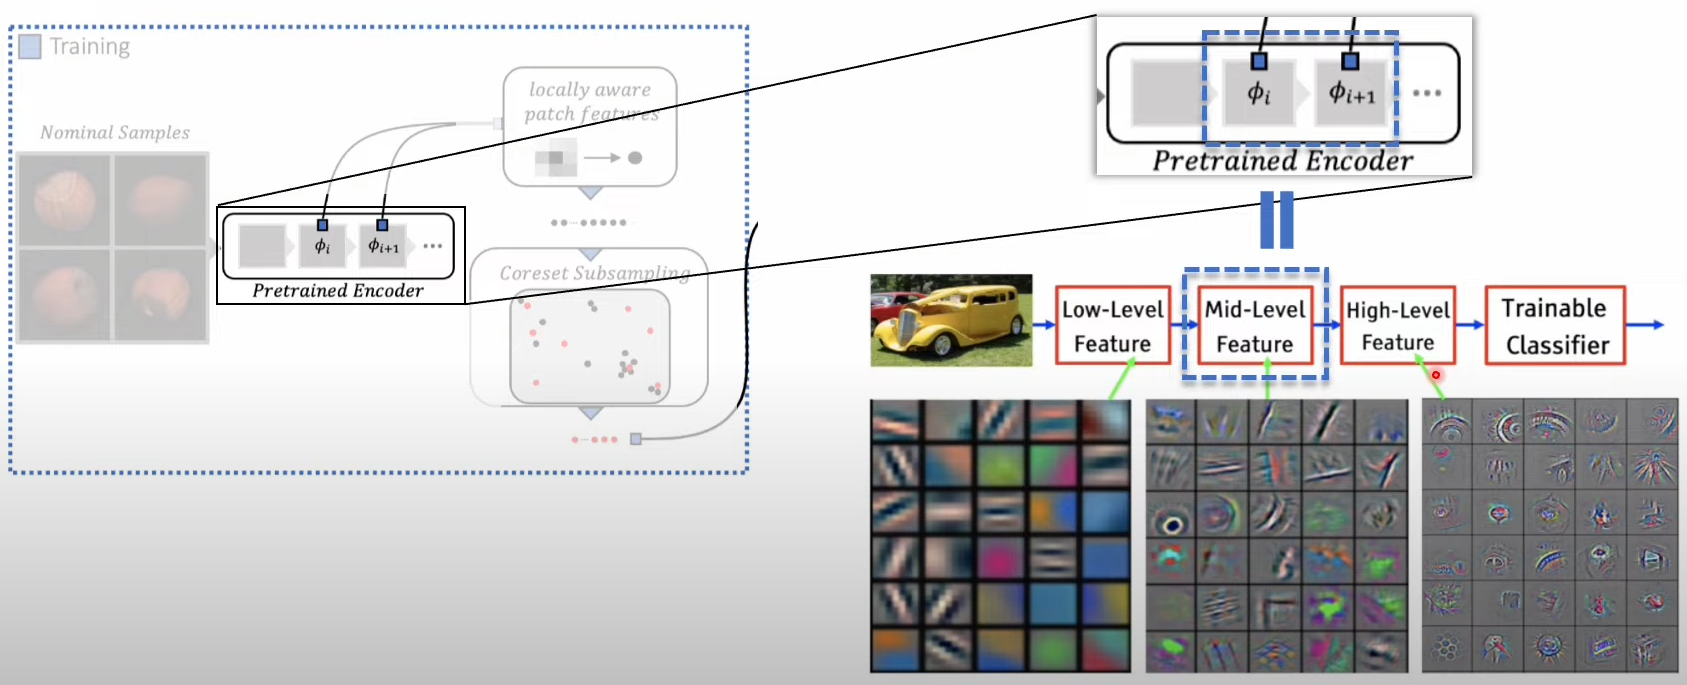 Training
Nominal Samples
locally aware
patch features
ϕi
ϕi+1
...
Pretrained Encoder
Coreset Subsampling
ϕi
ϕi+1
...
Pretrained Encoder
Low-Level
Feature
Mid-Level
Feature
High-Level
Feature
Trainable
Classifier